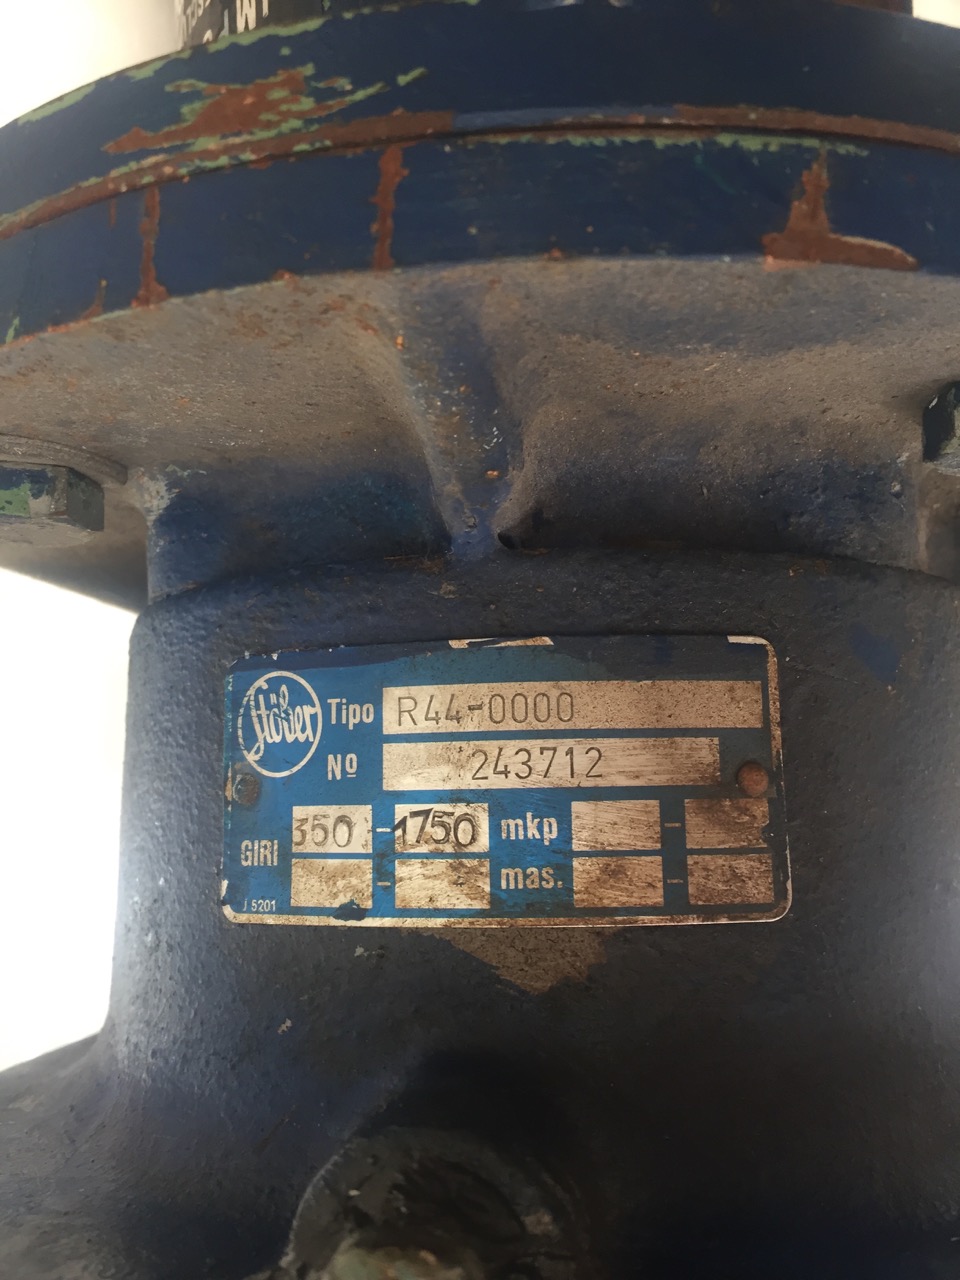 Stöber
Tipo R44-0000
Nº 243712
GIRI 350 - 1750 mkp -
- mas. -
J 5201